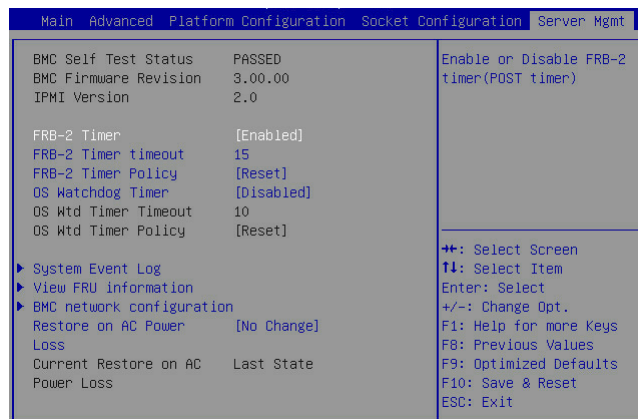 Main Advanced Platform Configuration Socket Configuration Server Mgmt
BMC Self Test Status PASSED
BMC Firmware Revision 3.00.00
IPMI Version 2.0
FRB-2 Timer [Enabled]
FRB-2 Timer timeout 15
FRB-2 Timer Policy [Reset]
OS Watchdog Timer [Disabled]
OS Wtd Timer Timeout 10
OS Wtd Timer Policy [Reset]
System Event Log
View FRU information
BMC network configuration
Restore on AC Power [No Change]
Loss
Current Restore on AC Last State
Power Loss
Enable or Disable FRB-2
timer(POST timer)
→←: Select Screen
↑↓: Select Item
Enter: Select
+/-: Change Opt.
F1: Help for more Keys
F8: Previous Values
F9: Optimized Defaults
F10: Save & Reset
ESC: Exit